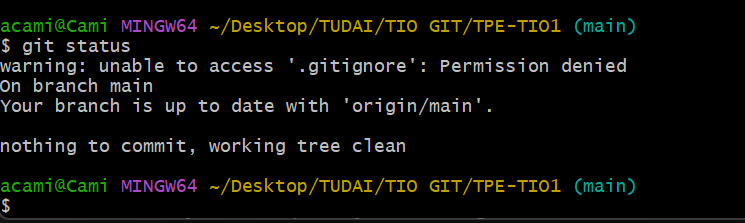 acami@Cami MINGW64 ~/Desktop/TUDAI/TIO GIT/TPE-TIO1 (main)
$ git status
warning: unable to access '.gitignore': Permission denied
On branch main
Your branch is up to date with 'origin/main'.
nothing to commit, working tree clean
acami@Cami MINGW64 ~/Desktop/TUDAI/TIO GIT/TPE-TIO1 (main)
$